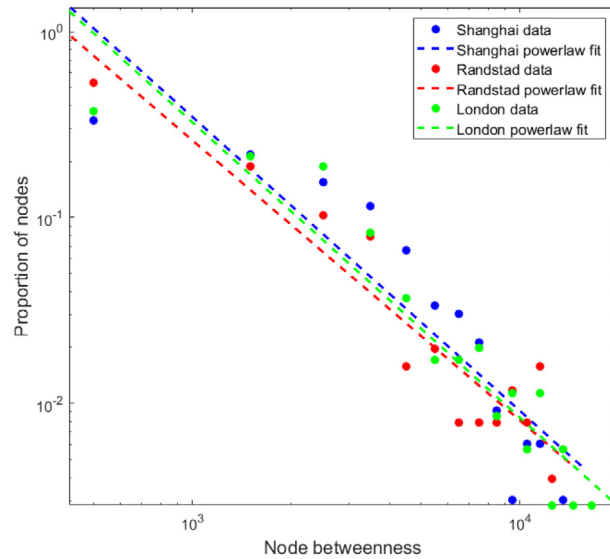 10^0
10^-1
10^-2
10^3
10^4
Proportion of nodes
Node betweenness
Shanghai data
Shanghai powerlaw fit
Randstad data
Randstad powerlaw fit
London data
London powerlaw fit